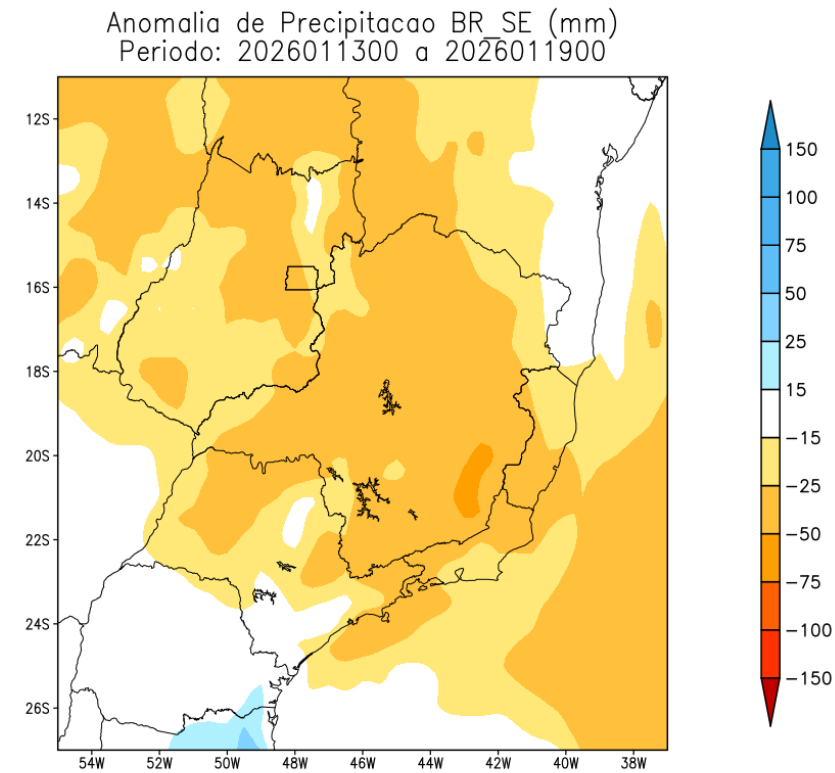 Anomalia de Precipitacao BR_SE (mm)
Periodo: 2026011300 a 2026011900
12S
14S
16S
18S
20S
22S
24S
26S
54W 52W 50W 48W 46W 44W 42W 40W 38W
150
100
75
50
25
15
−15
−25
−50
−75
−100
−150